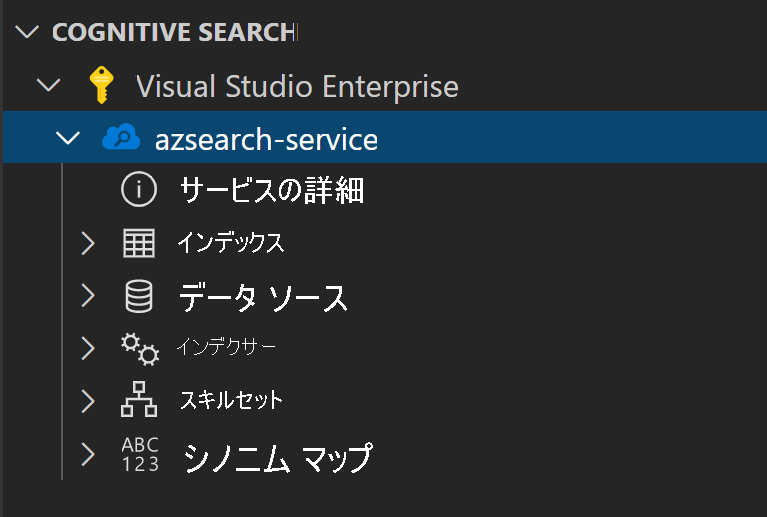 COGNITIVE SEARCH
Visual Studio Enterprise
azsearch-service
サービスの詳細
インデックス
データ ソース
インデクサー
スキルセット
ABC
123
シノニム マップ